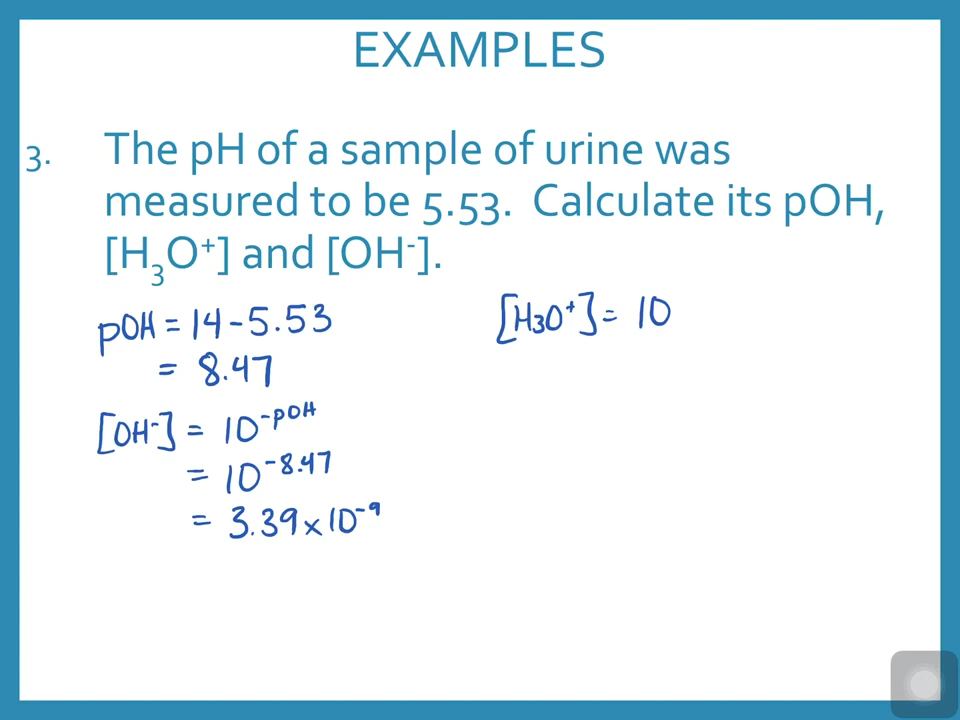 EXAMPLES
3. The pH of a sample of urine was
measured to be 5.53. Calculate its pOH,
[H₃O⁺] and [OH⁻].
pOH = 14 - 5.53
= 8.47
[OH⁻] = 10^-pOH
= 10^-8.47
= 3.39 x 10^-9
[H₃O⁺] = 10